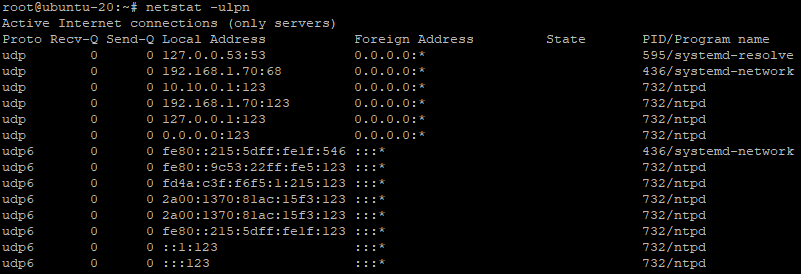 root@ubuntu-20:~# netstat -ulpn
Active Internet connections (only servers)
Proto Recv-Q Send-Q Local Address           Foreign Address         State       PID/Program name
udp        0      0 127.0.0.53:53           0.0.0.0:*                           595/systemd-resolve
udp        0      0 192.168.1.70:68         0.0.0.0:*                           436/systemd-network
udp        0      0 10.10.0.1:123           0.0.0.0:*                           732/ntpd
udp        0      0 192.168.1.70:123        0.0.0.0:*                           732/ntpd
udp        0      0 127.0.0.1:123           0.0.0.0:*                           732/ntpd
udp        0      0 0.0.0.0:123             0.0.0.0:*                           732/ntpd
udp6       0      0 fe80::215:5dff:fe1f:546 :::*                                436/systemd-network
udp6       0      0 fe80::9c53:22ff:fe5:123 :::*                                732/ntpd
udp6       0      0 fd4a:c3f:f6f5:1:215:123 :::*                                732/ntpd
udp6       0      0 2a00:1370:81ac:15f3:123 :::*                                732/ntpd
udp6       0      0 2a00:1370:81ac:15f3:123 :::*                                732/ntpd
udp6       0      0 fe80::215:5dff:fe1f:123 :::*                                732/ntpd
udp6       0      0 ::1:123                 :::*                                732/ntpd
udp6       0      0 :::123                  :::*                                732/ntpd